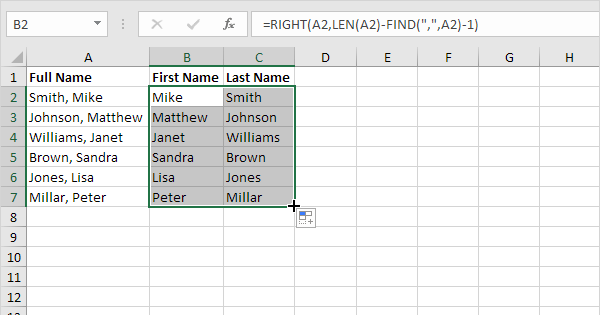 B2 fx =RIGHT(A2,LEN(A2)-FIND(",",A2)-1)
A B C D E F G H
1 Full Name First Name Last Name
2 Smith, Mike Mike Smith
3 Johnson, Matthew Matthew Johnson
4 Williams, Janet Janet Williams
5 Brown, Sandra Sandra Brown
6 Jones, Lisa Lisa Jones
7 Millar, Peter Peter Millar
8
9
10
11
12
13